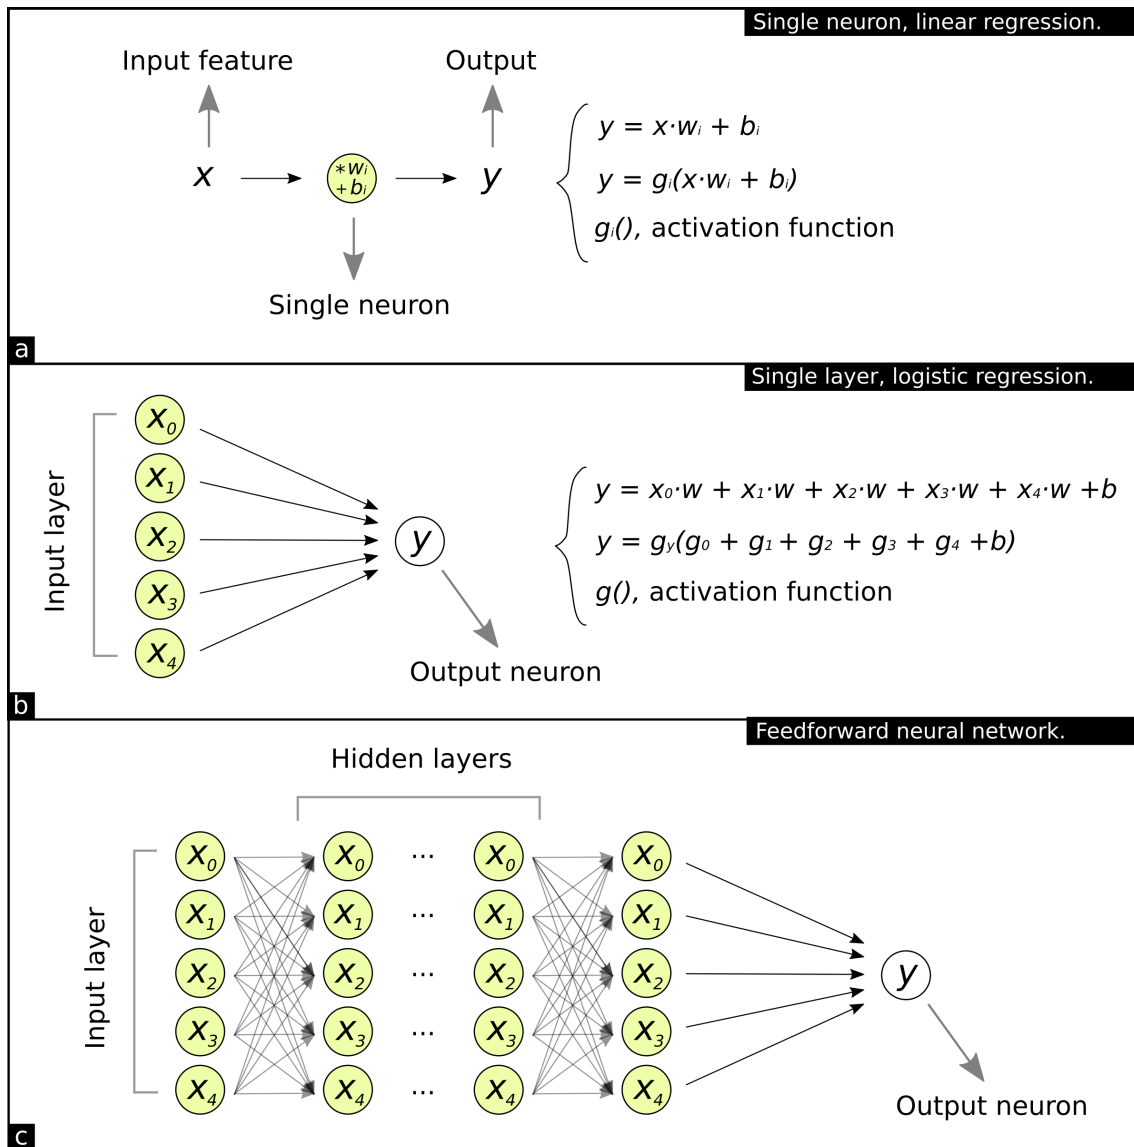 Single neuron, linear regression.
Input feature
Output
x
*wᵢ
+bᵢ
y
y = x·wᵢ + bᵢ
y = gᵢ(x·wᵢ + bᵢ)
gᵢ(), activation function
Single neuron
a
Single layer, logistic regression.
Input layer
x₀
x₁
x₂
x₃
x₄
y
Output neuron
y = x₀·w + x₁·w + x₂·w + x₃·w + x₄·w +b
y = gᵧ(g₀ + g₁ + g₂ + g₃ + g₄ +b)
g(), activation function
b
Feedforward neural network.
Hidden layers
Input layer
x₀ x₀ ... x₀ x₀
x₁ x₁ ... x₁ x₁
x₂ x₂ ... x₂ x₂
x₃ x₃ ... x₃ x₃
x₄ x₄ ... x₄ x₄
y
Output neuron
c